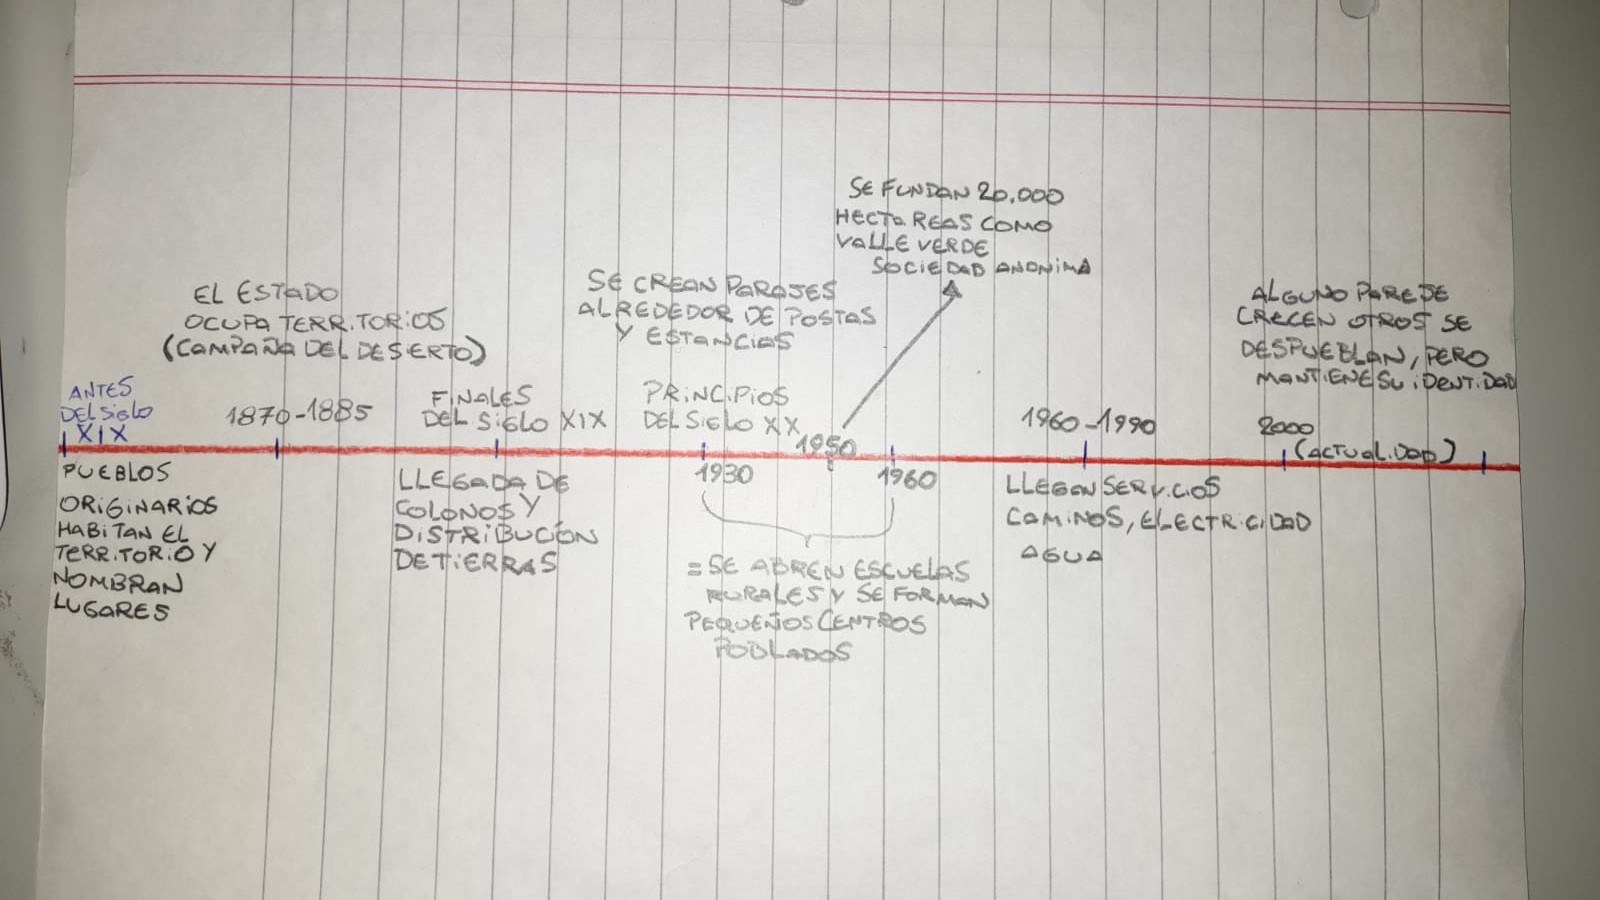 SE FUNDAN 20.000
HECTAREAS COMO
VALLE VERDE
SOCIEDAD ANONIMA
EL ESTADO
OCUPA TERRITORIOS
(CAMPAÑA DEL DESIERTO)
SE CREAN PARAJES
ALREDEDOR DE POSTAS
Y ESTANCIAS
ALGUNO PAREJE
CRECEN OTROS SE
DESPUEBLAN, PERO
MANTIENE SU IDENTIDAD
ANTES
DEL SIGLO
XIX
1870-1885
FINALES
DEL SIGLO XIX
PRINCIPIOS
DEL SIGLO XX
1950
1960-1990
2000
(ACTUALIDAD)
PUEBLOS
ORIGINARIOS
HABITAN EL
TERRITORIO Y
NOMBRAN
LUGARES
LLEGADA DE
COLONOS Y
DISTRIBUCIÓN
DE TIERRAS
1930
1960
= SE ABREN ESCUELAS
RURALES Y SE FORMAN
PEQUEÑOS CENTROS
POBLADOS
LLEGAN SERVICIOS
CAMINOS, ELECTRICIDAD
AGUA